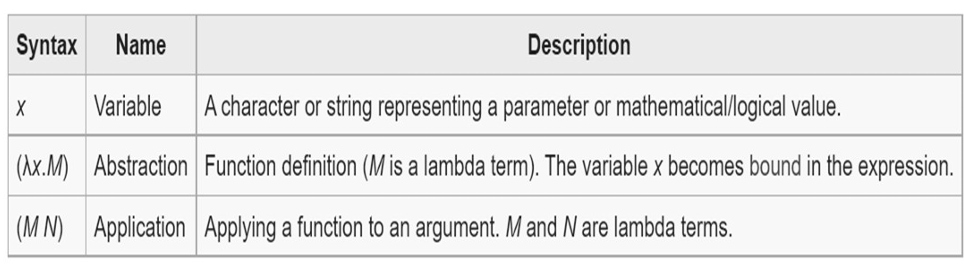 Syntax Name Description
x Variable A character or string representing a parameter or mathematical/logical value.
(λx.M) Abstraction Function definition (M is a lambda term). The variable x becomes bound in the expression.
(M N) Application Applying a function to an argument. M and N are lambda terms.